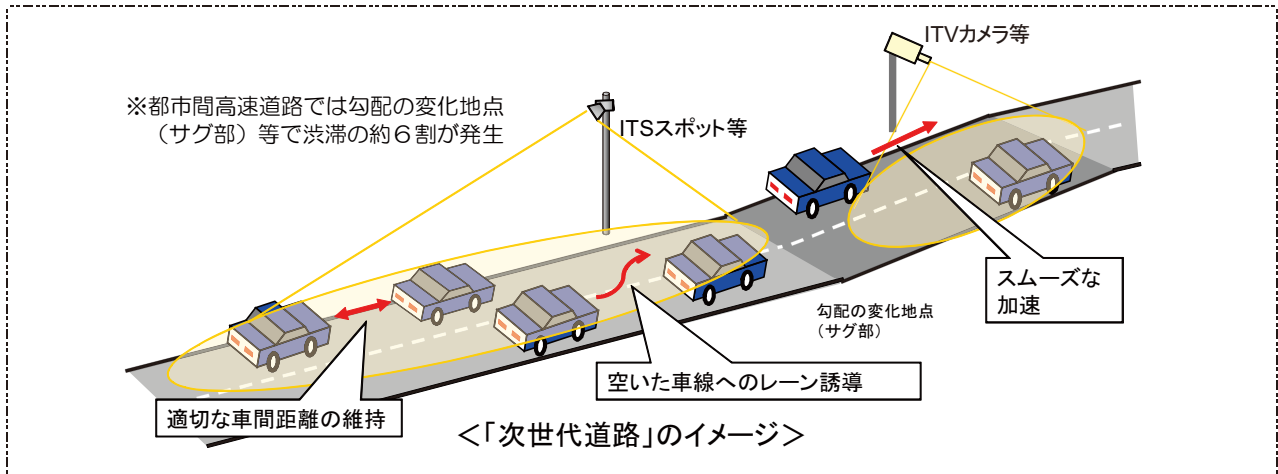 ITVカメラ等
※都市間高速道路では勾配の変化地点
（サグ部）等で渋滞の約６割が発生
ITSスポット等
スムーズな
加速
勾配の変化地点
（サグ部）
空いた車線へのレーン誘導
適切な車間距離の維持
＜「次世代道路」のイメージ＞